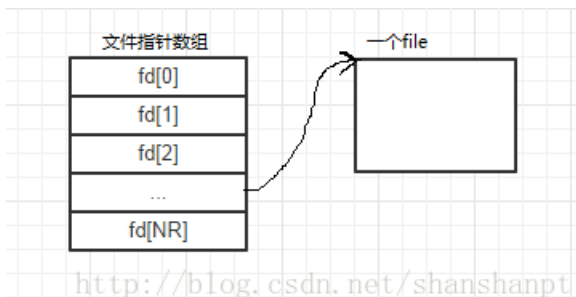 文件指针数组
一个file
fd[0]
fd[1]
fd[2]
...
fd[NR]
http://blog.csdn.net/shanshanpt